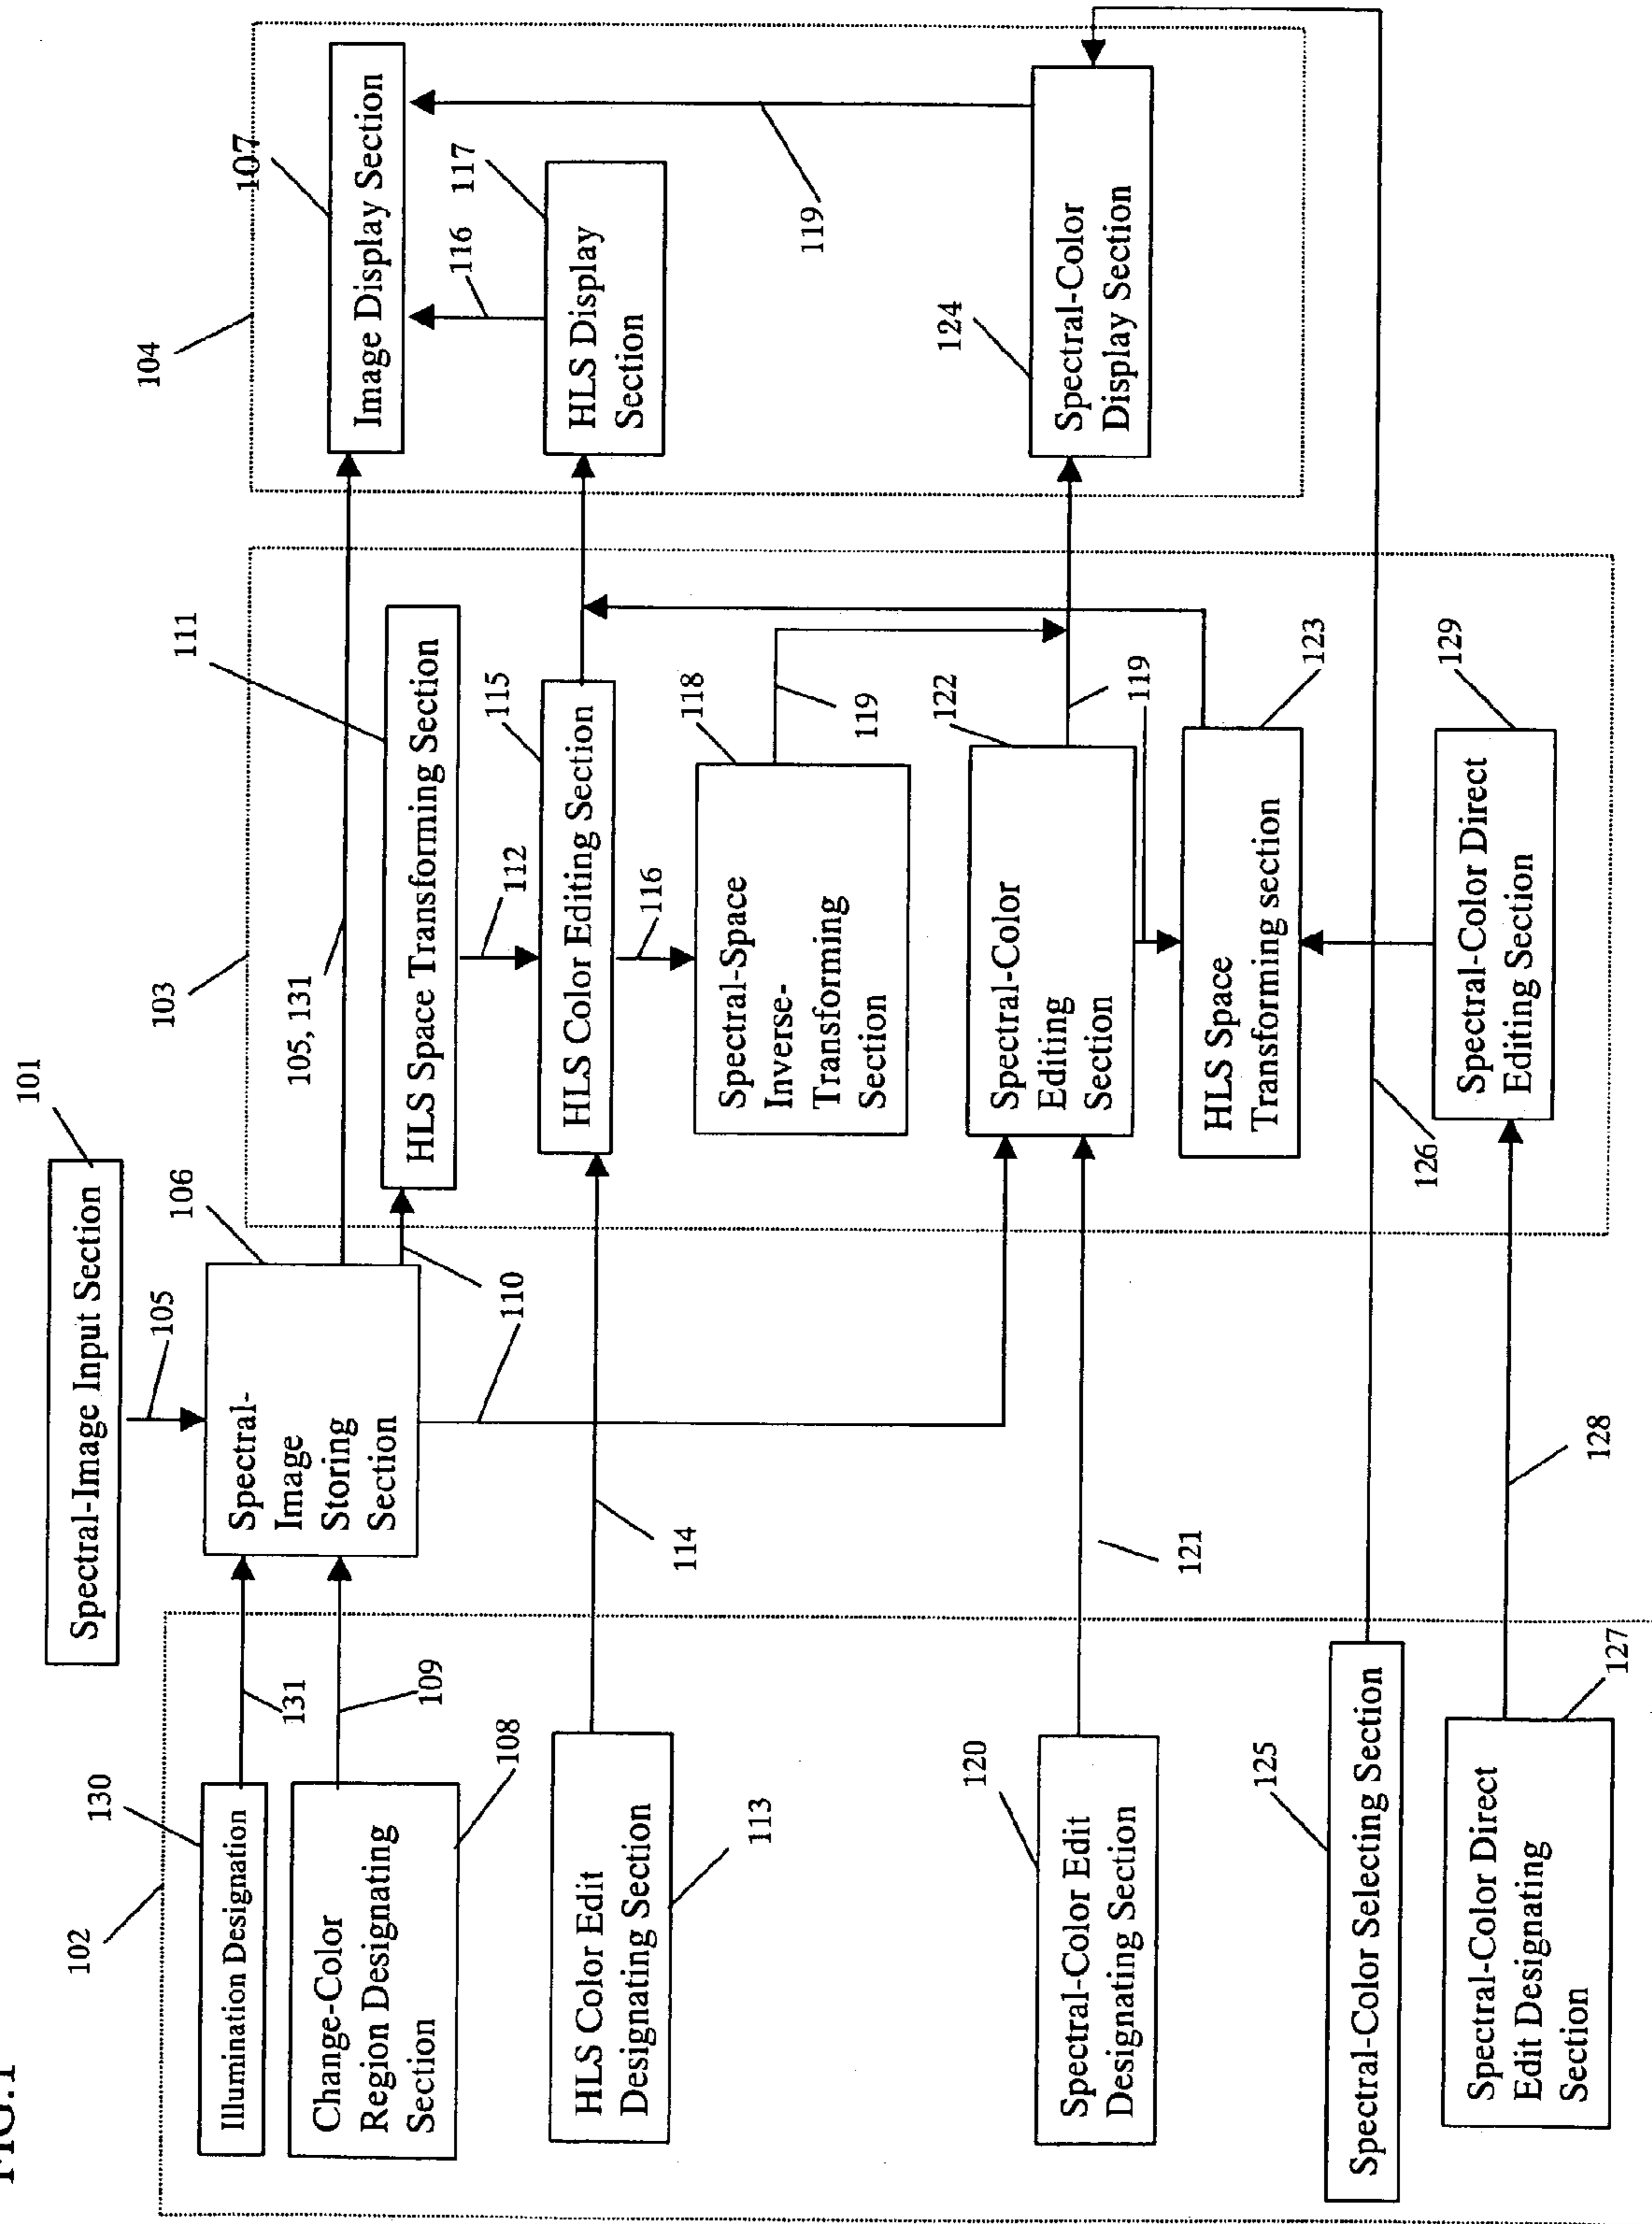 FIG.1
101
Spectral-Image Input Section
105
102
130
Illumination Designation
131
Change-Color
Region Designating
Section
108
109
106
Spectral-
Image
Storing
Section
110
105, 131
103
111
HLS Space Transforming Section
112
104
107
Image Display Section
116
117
HLS Display
Section
119
HLS Color Edit
Designating Section
113
114
115
HLS Color Editing Section
116
118
Spectral-Space
Inverse-
Transforming
Section
119
120
Spectral-Color Edit
Designating Section
121
122
Spectral-Color
Editing
Section
119
124
Spectral-Color
Display Section
HLS Space
Transforming section
123
125
Spectral-Color Selecting Section
126
Spectral-Color Direct
Edit Designating
Section
127
128
Spectral-Color Direct
Editing Section
129